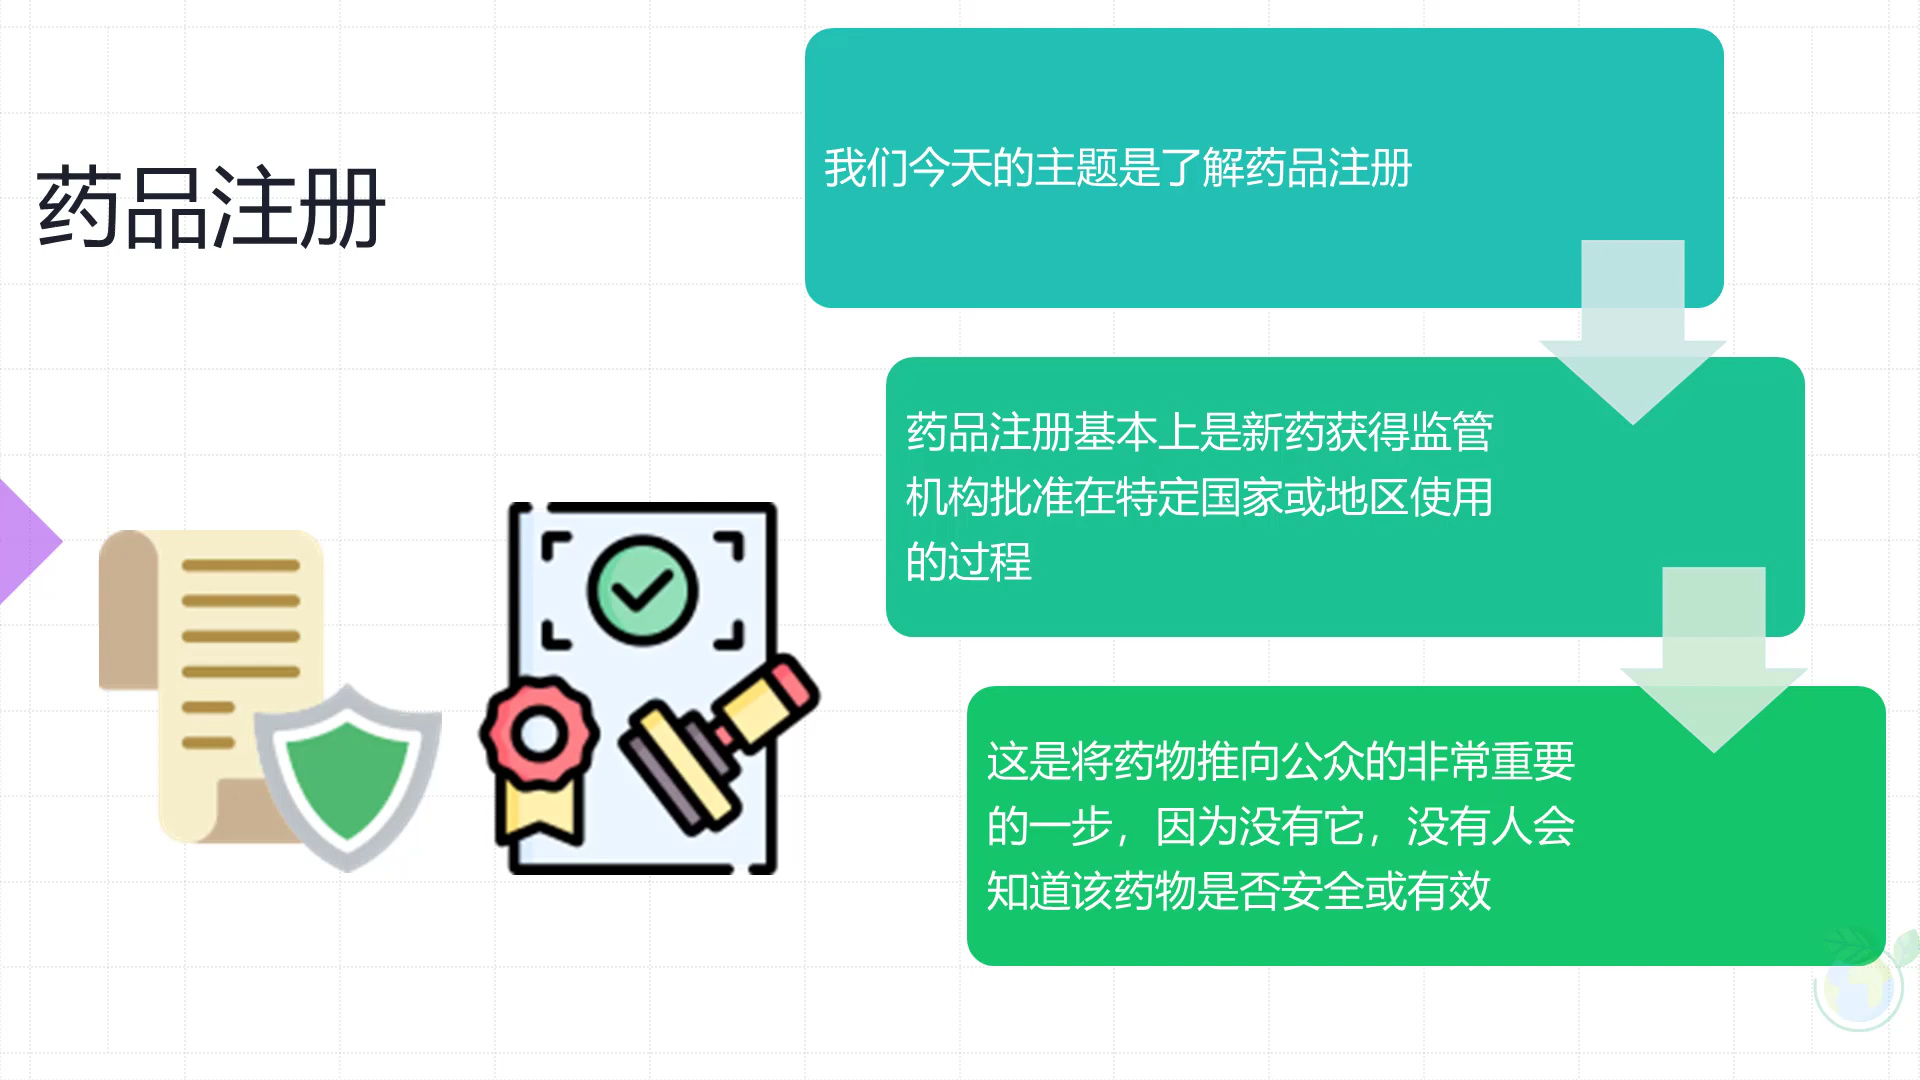 药品注册
我们今天的主题是了解药品注册
药品注册基本上是新药获得监管
机构批准在特定国家或地区使用
的过程
这是将药物推向公众的非常重要
的一步，因为没有它，没有人会
知道该药物是否安全或有效